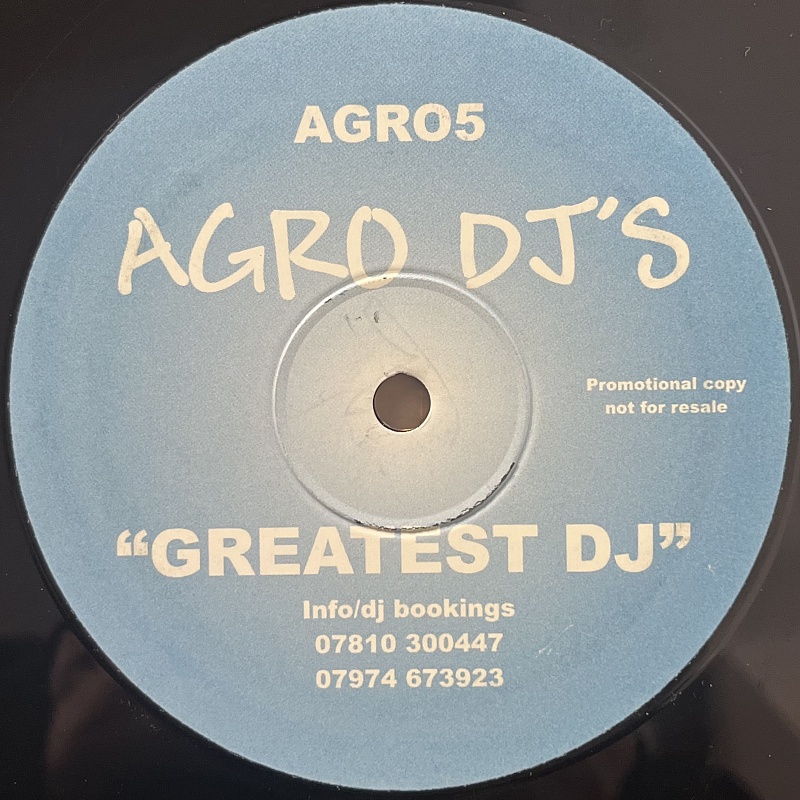 AGRO5
AGRO DJ'S
Promotional copy
not for resale
“GREATEST DJ”
Info/dj bookings
07810 300447
07974 673923